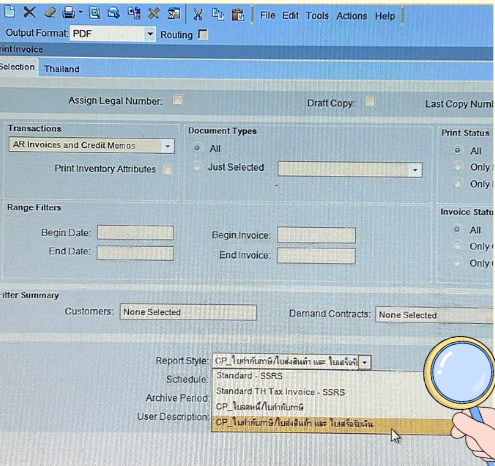 File Edit Tools Actions Help
Output Format: PDF Routing
Print Invoice
Selection Thailand
Assign Legal Number: Draft Copy: Last Copy Numb
Transactions Document Types Print Status
AR Invoices and Credit Memos All All
Print Inventory Attributes Just Selected Only
Only
Range Filters Invoice Statu
Begin Date: Begin Invoice: All
End Date: End Invoice: Only
Only
Filter Summary
Customers: None Selected Demand Contracts: None Selected
Report Style: CP_ใบกำกับภาษี/ใบส่งสินค้า และ ใบเสร็จรั
Schedule: Standard - SSRS
Standard TH Tax Invoice - SSRS
Archive Period: CP_ใบลดหนี้/ใบกำกับภาษี
User Description: CP_ใบกำกับภาษี/ใบส่งสินค้า และ ใบเสร็จรับเงิน